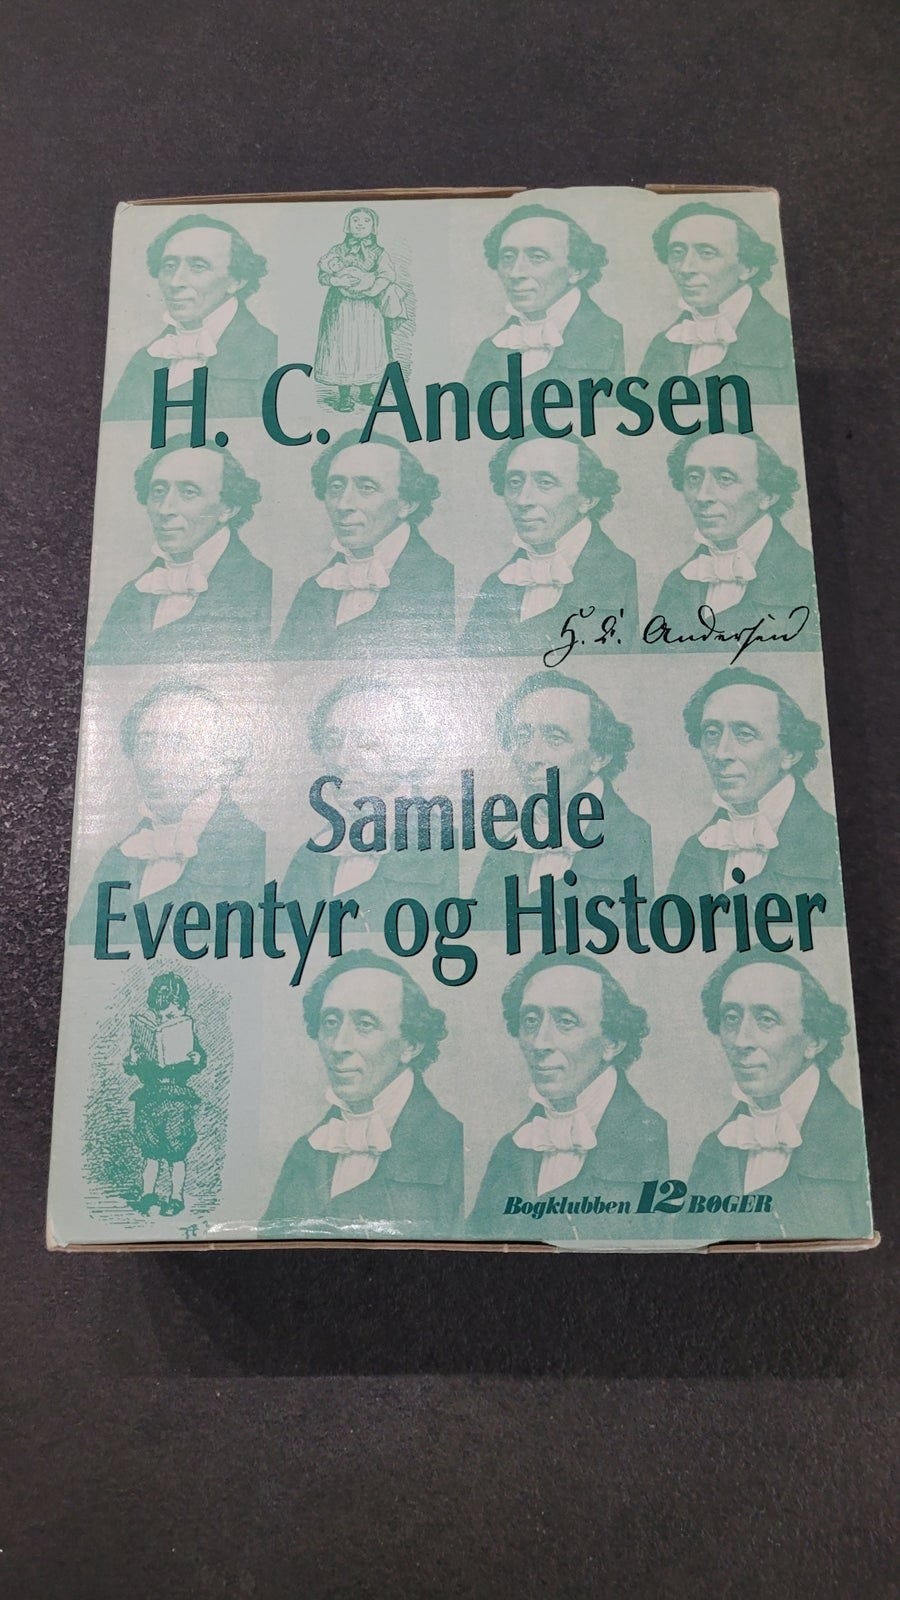 H. C. Andersen
H. C. Andersen
Samlede
Eventyr og Historier
Bogklubben 12 BØGER